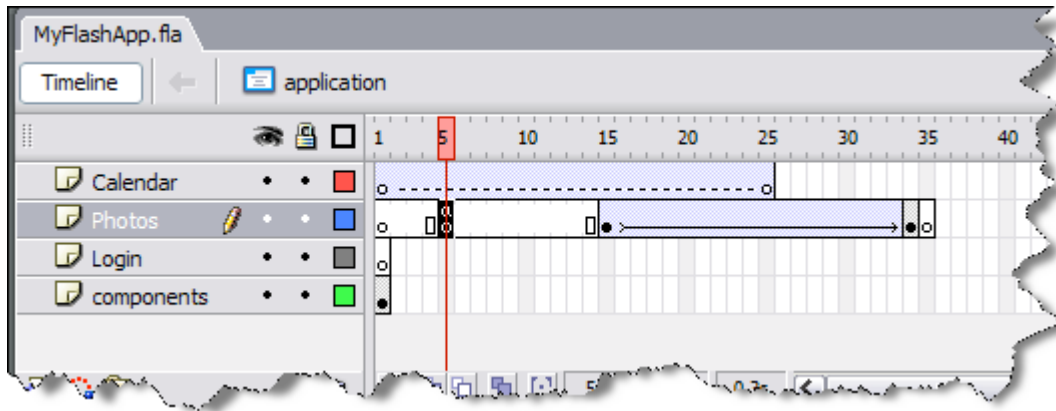 MyFlashApp.fla
Timeline application
1 5 10 15 20 25 30 35 40
Calendar
Photos
Login
components